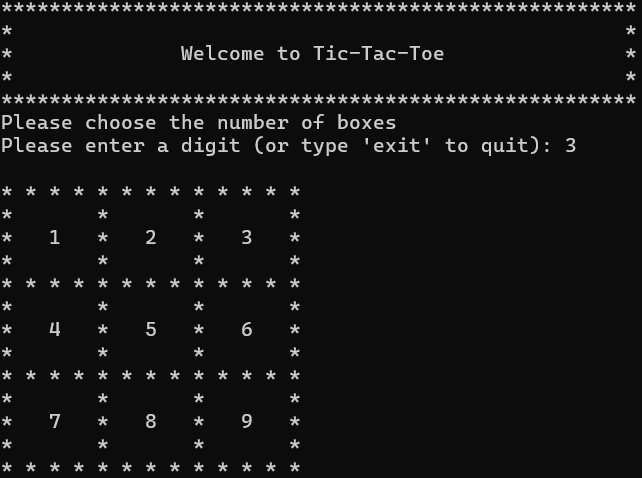 *****************************************************
*                                                   *
*              Welcome to Tic-Tac-Toe               *
*                                                   *
*****************************************************
Please choose the number of boxes
Please enter a digit (or type 'exit' to quit): 3

* * * * * * * * * * * * *
*       *       *       *
*   1   *   2   *   3   *
*       *       *       *
* * * * * * * * * * * * *
*       *       *       *
*   4   *   5   *   6   *
*       *       *       *
* * * * * * * * * * * * *
*       *       *       *
*   7   *   8   *   9   *
*       *       *       *
* * * * * * * * * * * * *